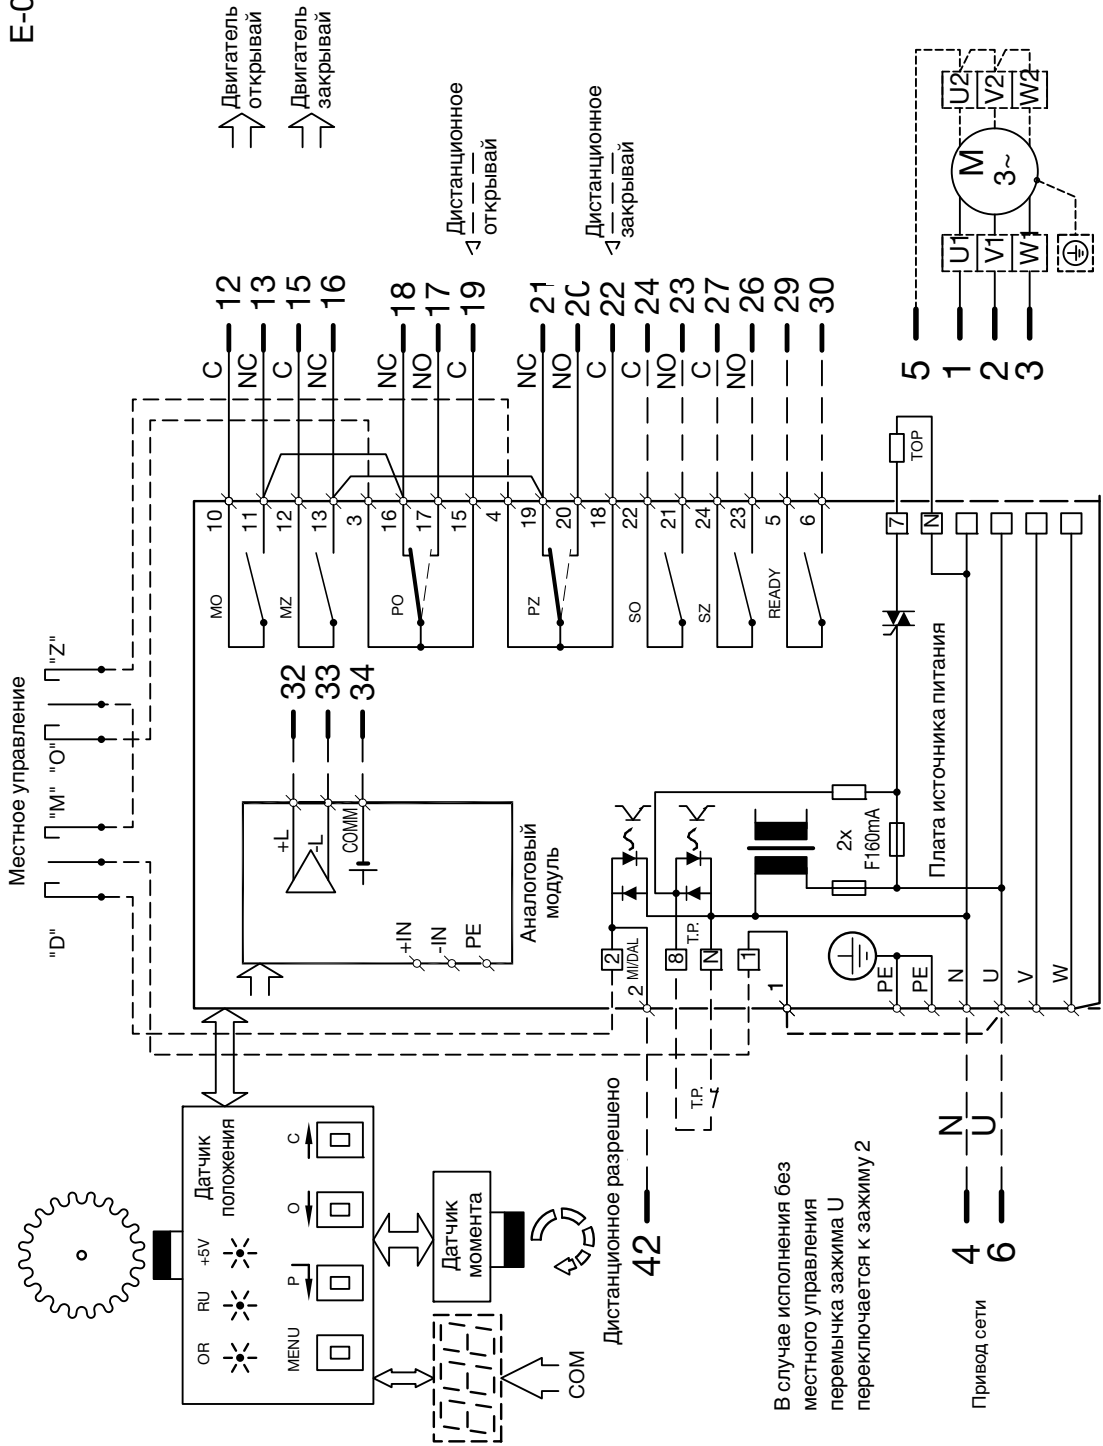 E-0
Местное управление
"D"
"M"
"O"
"Z"
Двигатель
открывай
Двигатель
закрывай
Дистанционное
открывай
Дистанционное
закрывай
C
12
NC
13
C
15
NC
16
NC
18
NO
17
C
19
NC
21
NO
C
22
C
24
NO
23
C
27
NO
26
29
30
10
11
12
13
3
16
17
15
4
19
20
18
22
21
24
23
5
6
MO
MZ
PO
PZ
SO
SZ
READY
32
33
34
+L
-L
COMM
+IN
-IN
PE
Аналоговый
модуль
Датчик
положения
OR
RU
+5V
MENU
P
O
C
Датчик
момента
COM
Дистанционное разрешено
42
2
2
MI/DAL
8
T.P.
N
1
1
T.P.
2x
F160mA
Плата источника питания
PE
PE
N
U
V
W
7
N
TOP
N
U
4
6
Привод сети
В случае исполнения без
местного управления
перемычка зажима U
переключается к зажиму 2
5
1
2
3
U1
V1
W1
M
3~
U2
V2
W2